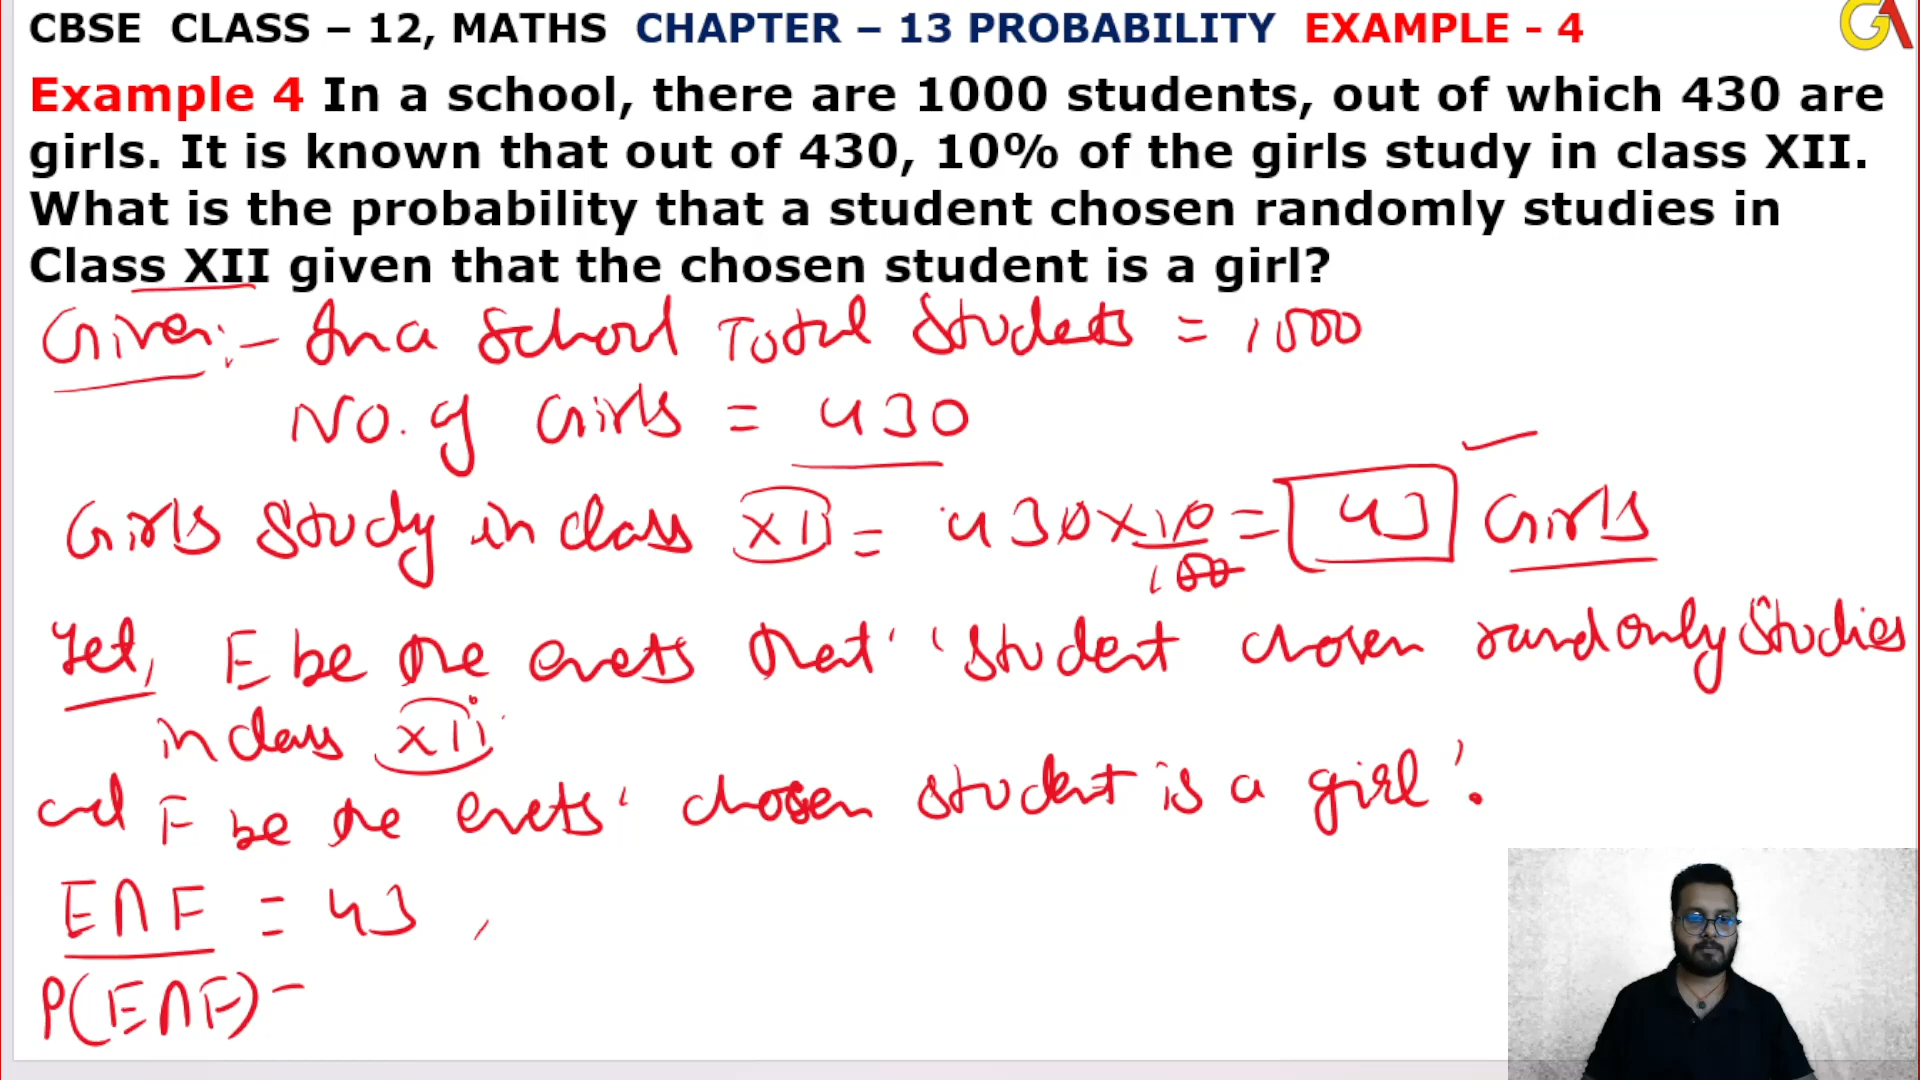 CBSE CLASS – 12, MATHS CHAPTER – 13 PROBABILITY EXAMPLE - 4
GA
Example 4 In a school, there are 1000 students, out of which 430 are
girls. It is known that out of 430, 10% of the girls study in class XII.
What is the probability that a student chosen randomly studies in
Class XII given that the chosen student is a girl?
Given:- In a School Total Students = 1000
No. of Girls = 430
Girls Study in class XII = 430 x 10/100 = 43 Girls
Let, E be the events that 'Student chosen randomly Studies
in class XII
and F be the events 'chosen student is a girl'.
E∩F = 43,
P(E∩F) =